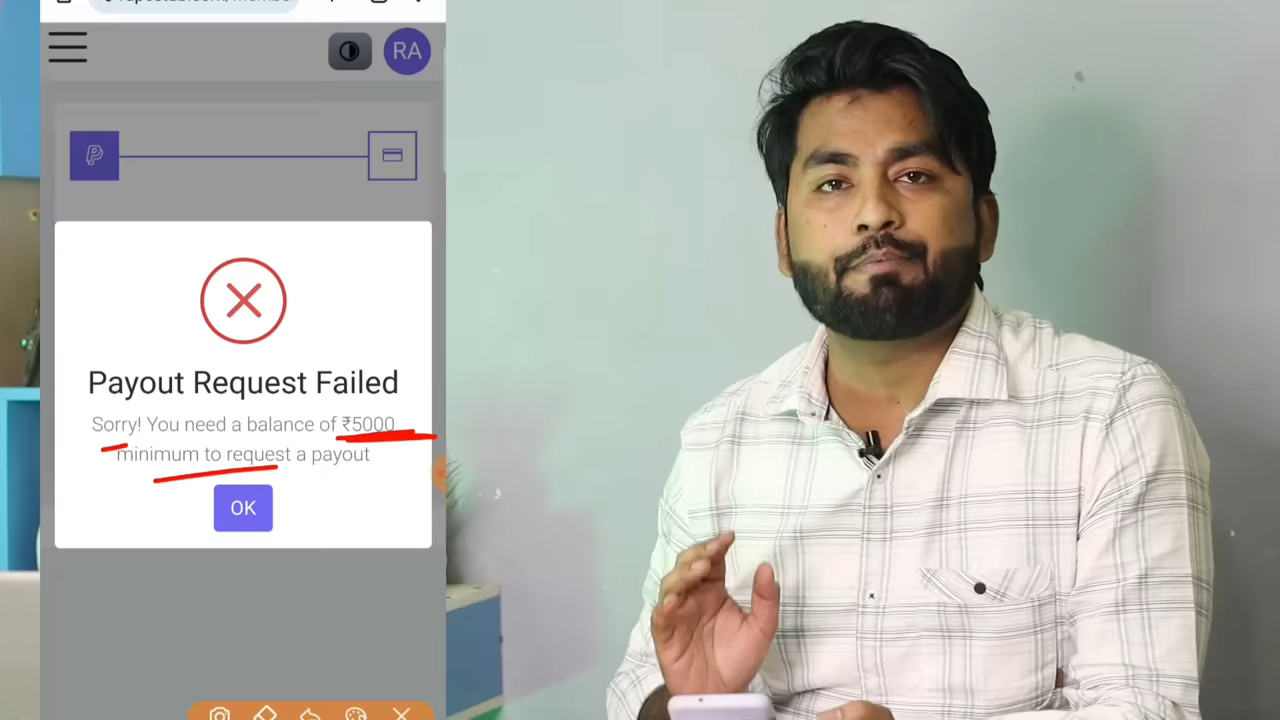 RA
Payout Request Failed
Sorry! You need a balance of ₹5000
minimum to request a payout
OK